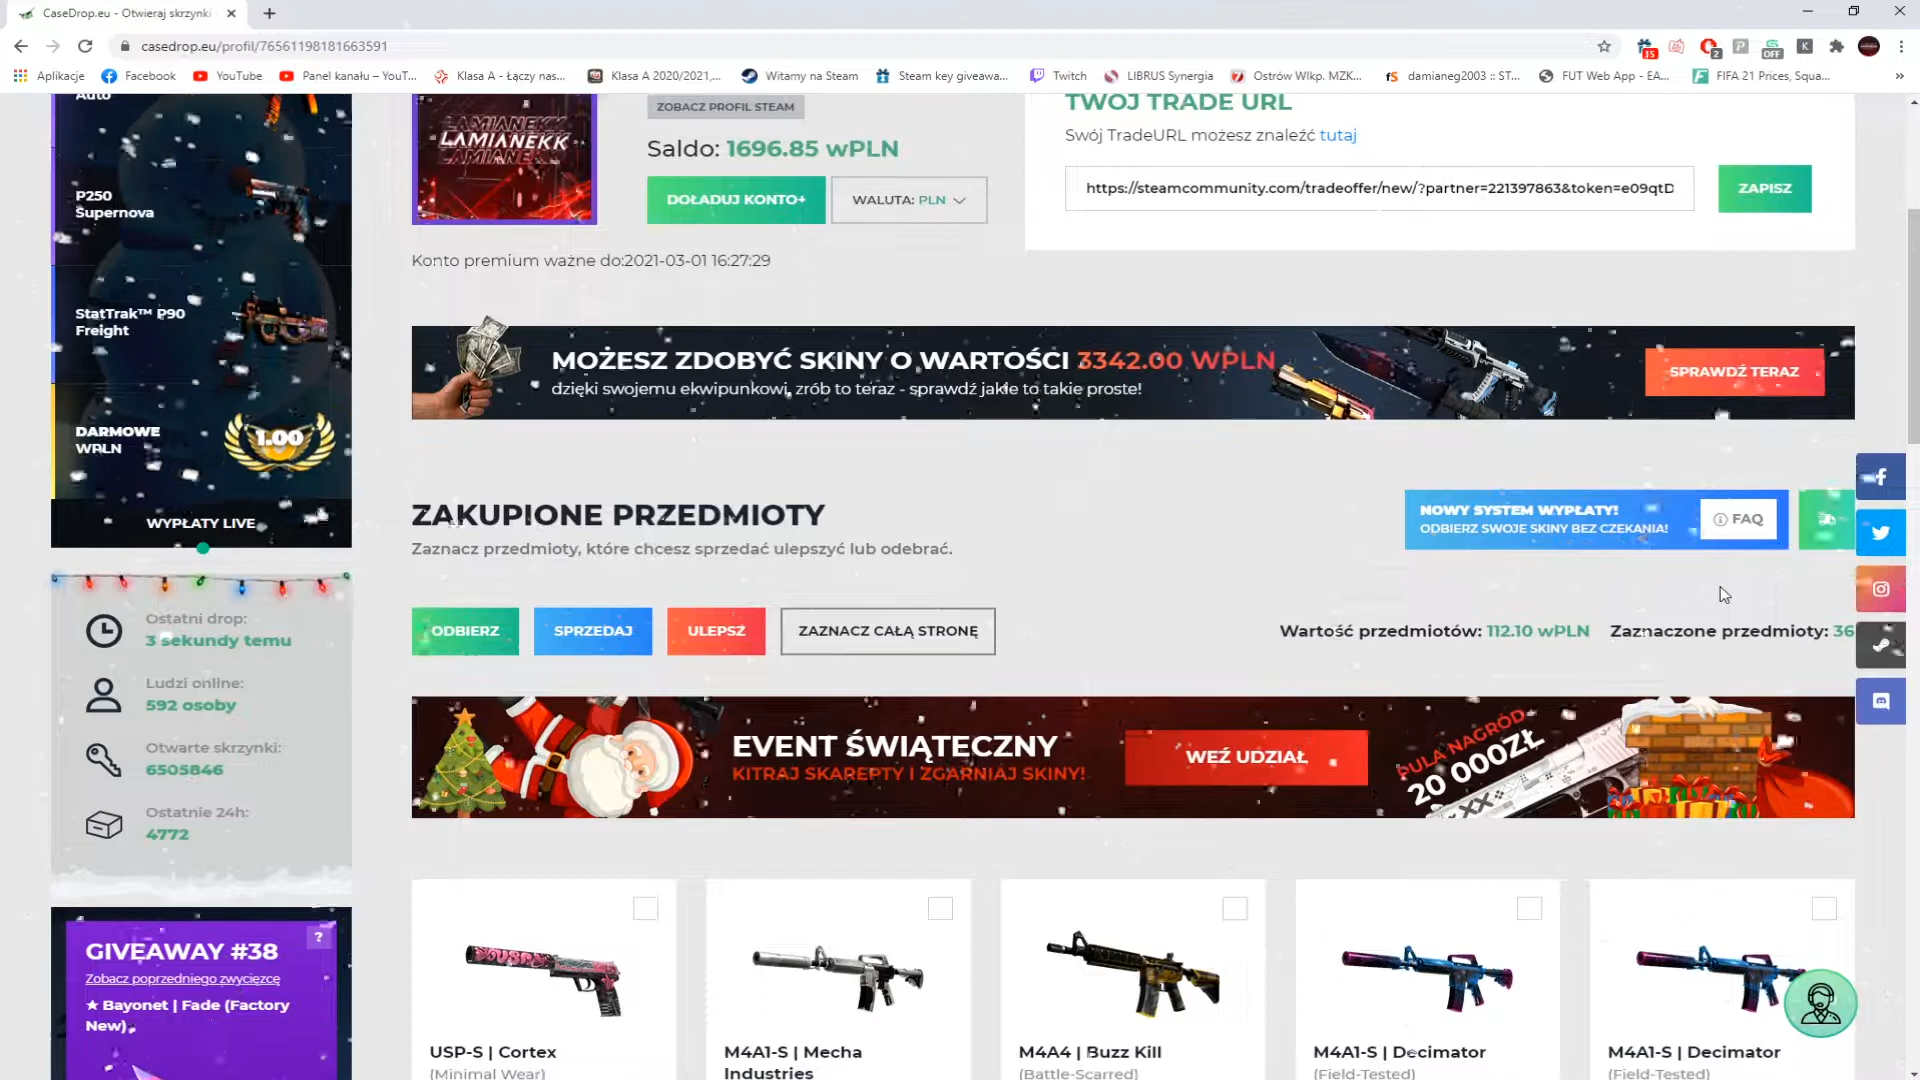 CaseDrop.eu - Otwieraj skrzynki
casedrop.eu/profil/76561198181663591
15
2
OFF
K
Aplikacje
Facebook
YouTube
Panel kanału – YouT...
Klasa A - Łączy nas...
Klasa A 2020/2021,...
Witamy na Steam
Steam key giveawa...
Twitch
LIBRUS Synergia
Ostrów Wlkp. MZK...
damianeg2003 :: ST...
FUT Web App - EA...
FIFA 21 Prices, Squa...
Auto
P250
Supernova
StatTrak™ P90
Freight
DARMOWE
WPLN
1.00
WYPŁATY LIVE
Ostatni drop:
3 sekundy temu
Ludzi online:
592 osoby
Otwarte skrzynki:
6505846
Ostatnie 24h:
4772
GIVEAWAY #38
?
Zobacz poprzedniego zwycięzcę
★ Bayonet | Fade (Factory
New)
LAMIANEKK
LAMIANEKK
LAMIANEKK
ZOBACZ PROFIL STEAM
Saldo: 1696.85 wPLN
DOŁADUJ KONTO+
WALUTA: PLN
Konto premium ważne do:2021-03-01 16:27:29
TWÓJ TRADE URL
Swój TradeURL możesz znaleźć tutaj
https://steamcommunity.com/tradeoffer/new/?partner=221397863&token=e09qtD
ZAPISZ
MOŻESZ ZDOBYĆ SKINY O WARTOŚCI 3342.00 WPLN
dzięki swojemu ekwipunkowi, zrób to teraz - sprawdź jakie to takie proste!
SPRAWDŹ TERAZ
ZAKUPIONE PRZEDMIOTY
Zaznacz przedmioty, które chcesz sprzedać ulepszyć lub odebrać.
NOWY SYSTEM WYPŁATY!
ODBIERZ SWOJE SKINY BEZ CZEKANIA!
FAQ
ODBIERZ
SPRZEDAJ
ULEPSZ
ZAZNACZ CAŁĄ STRONĘ
Wartość przedmiotów: 112.10 wPLN
Zaznaczone przedmioty: 36
EVENT ŚWIĄTECZNY
KITRAJ SKAREPTY I ZGARNIAJ SKINY!
WEŹ UDZIAŁ
PULA NAGRÓD
20 000ZŁ
USP-S | Cortex
(Minimal Wear)
M4A1-S | Mecha
Industries
M4A4 | Buzz Kill
(Battle-Scarred)
M4A1-S | Decimator
(Field-Tested)
M4A1-S | Decimator
(Field-Tested)